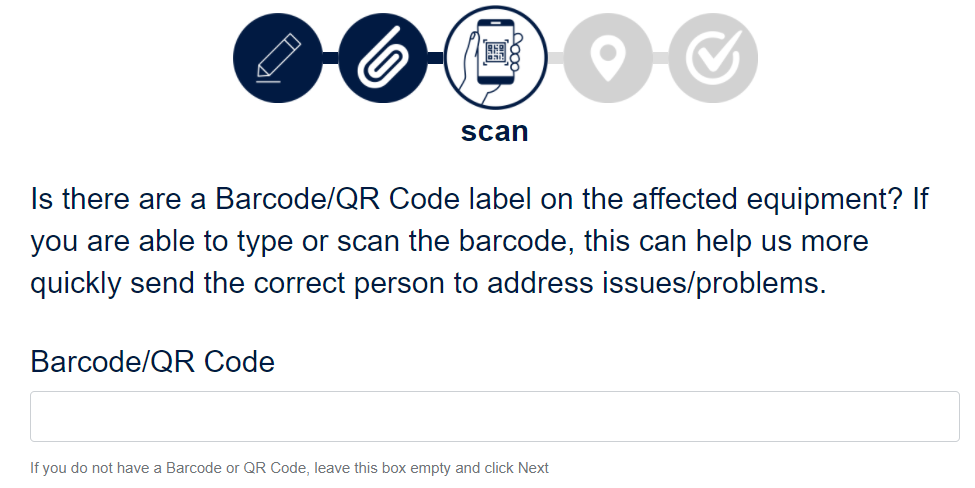 scan
Is there are a Barcode/QR Code label on the affected equipment? If
you are able to type or scan the barcode, this can help us more
quickly send the correct person to address issues/problems.
Barcode/QR Code
If you do not have a Barcode or QR Code, leave this box empty and click Next